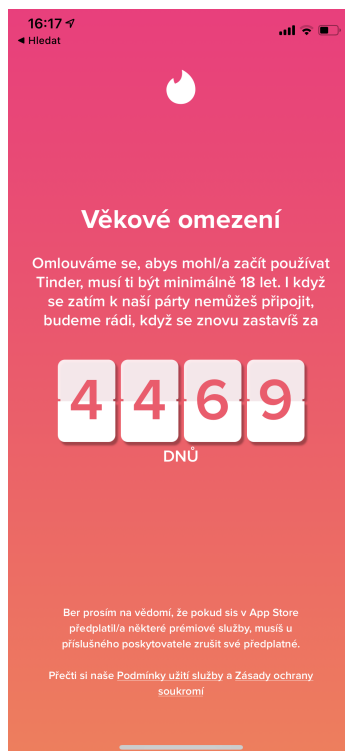 16:17
◀ Hledat
Věkové omezení
Omlouváme se, abys mohl/a začít používat
Tinder, musí ti být minimálně 18 let. I když
se zatím k naší párty nemůžeš připojit,
budeme rádi, když se znovu zastavíš za
4469
DNŮ
Ber prosím na vědomí, že pokud sis v App Store
předplatil/a některé prémiové služby, musíš u
příslušného poskytovatele zrušit své předplatné.
Přečti si naše Podmínky užití služby a Zásady ochrany
soukromí